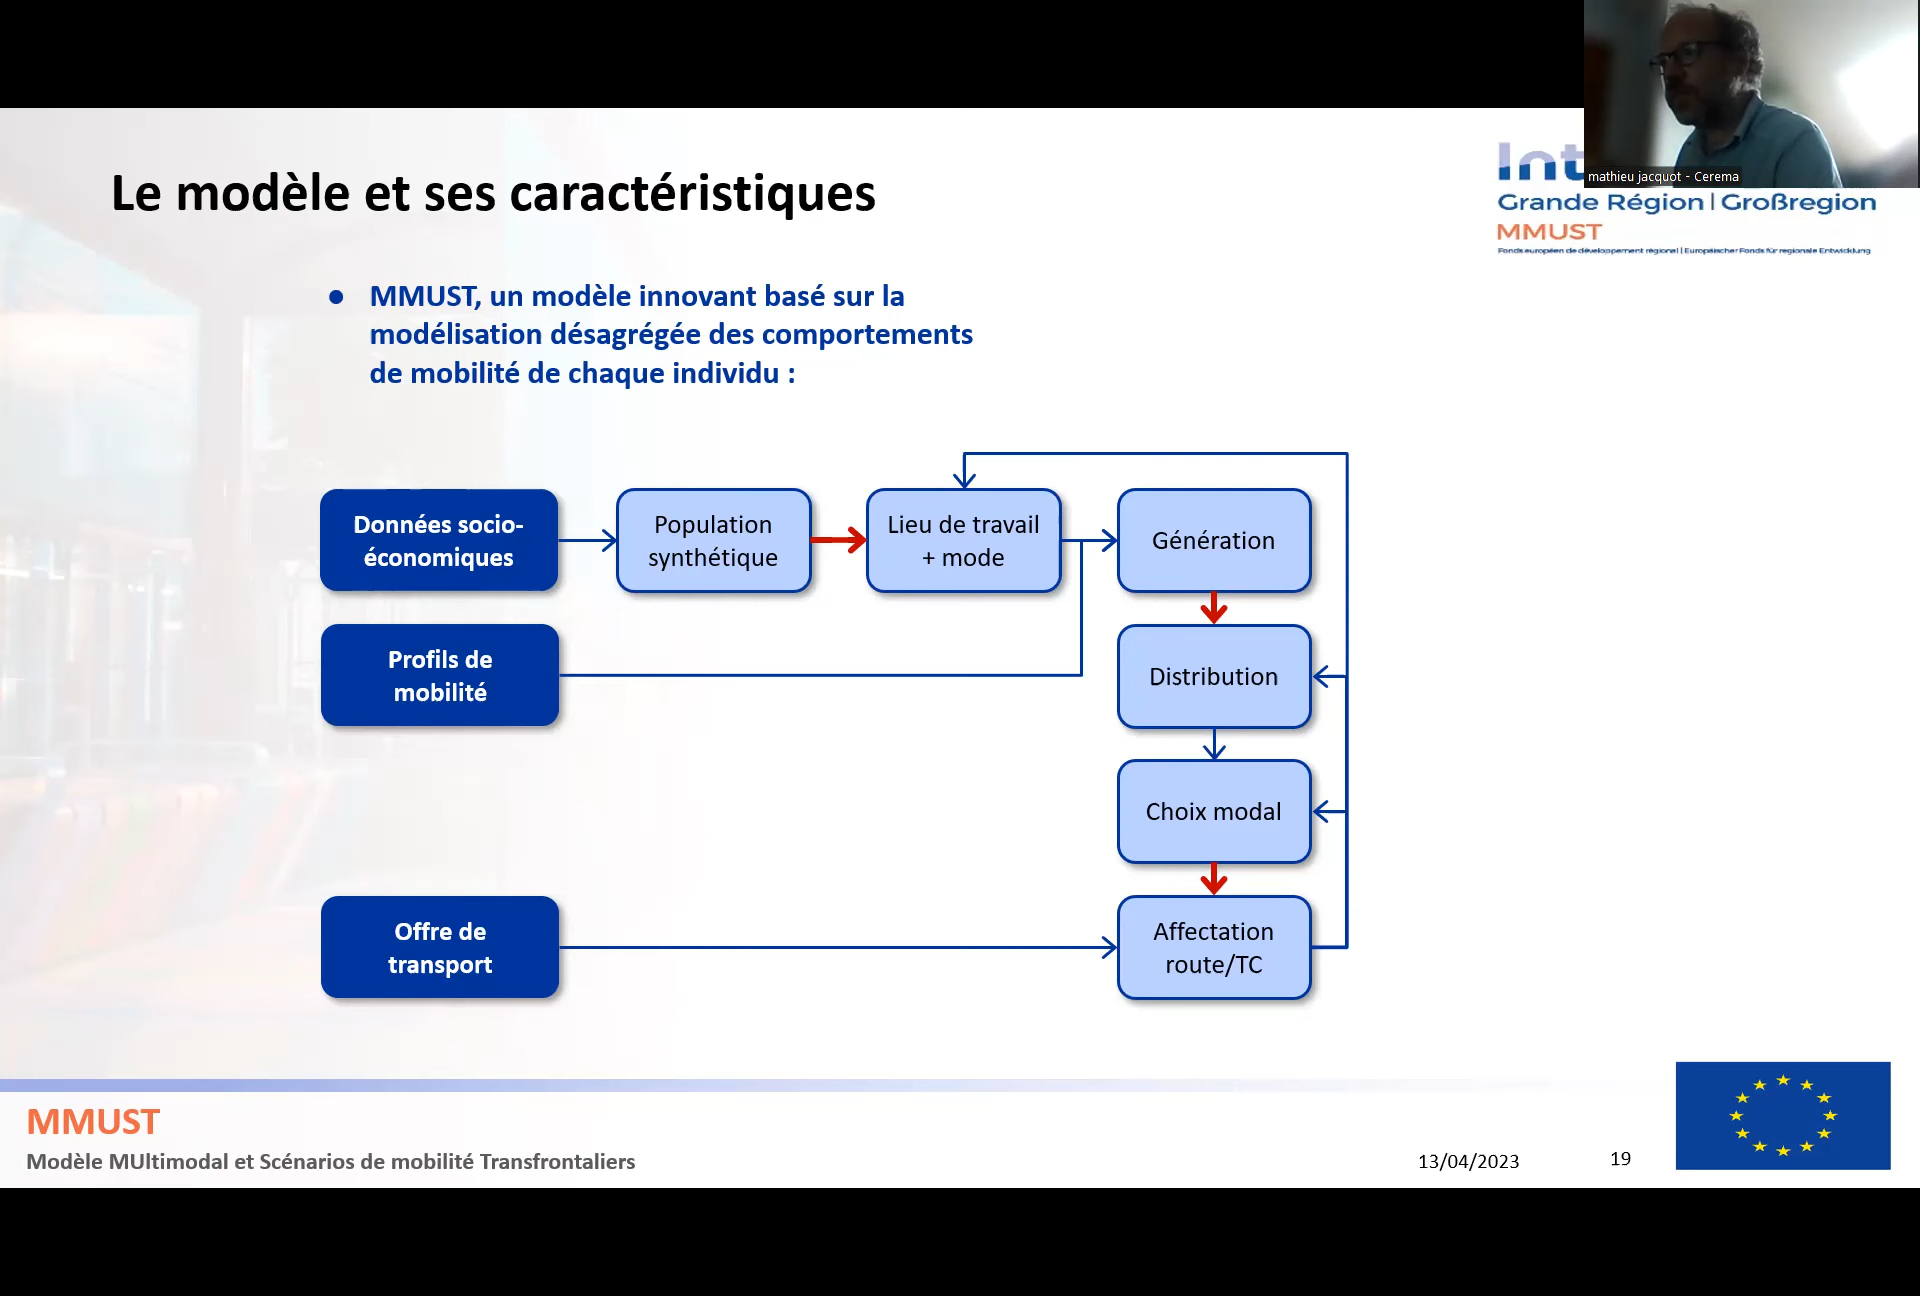 mathieu jacquot - Cerema
Le modèle et ses caractéristiques
Grande Région | Großregion
MMUST
Fonds européen de développement régional | Europäischer Fonds für regionale Entwicklung
● MMUST, un modèle innovant basé sur la
modélisation désagrégée des comportements
de mobilité de chaque individu :
Données socio-
économiques
Population
synthétique
Lieu de travail
+ mode
Génération
Profils de
mobilité
Distribution
Choix modal
Offre de
transport
Affectation
route/TC
MMUST
Modèle MUltimodal et Scénarios de mobilité Transfrontaliers
13/04/2023
19